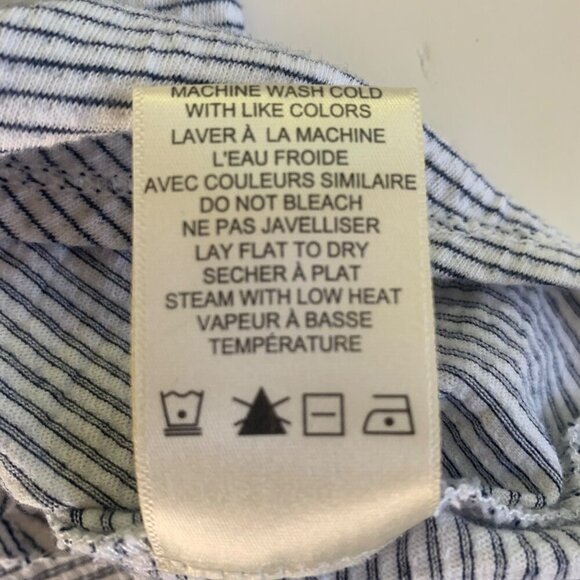 MACHINE WASH COLD
WITH LIKE COLORS
LAVER À LA MACHINE
L'EAU FROIDE
AVEC COULEURS SIMILAIRE
DO NOT BLEACH
NE PAS JAVELLISER
LAY FLAT TO DRY
SECHER À PLAT
STEAM WITH LOW HEAT
VAPEUR À BASSE
TEMPÉRATURE